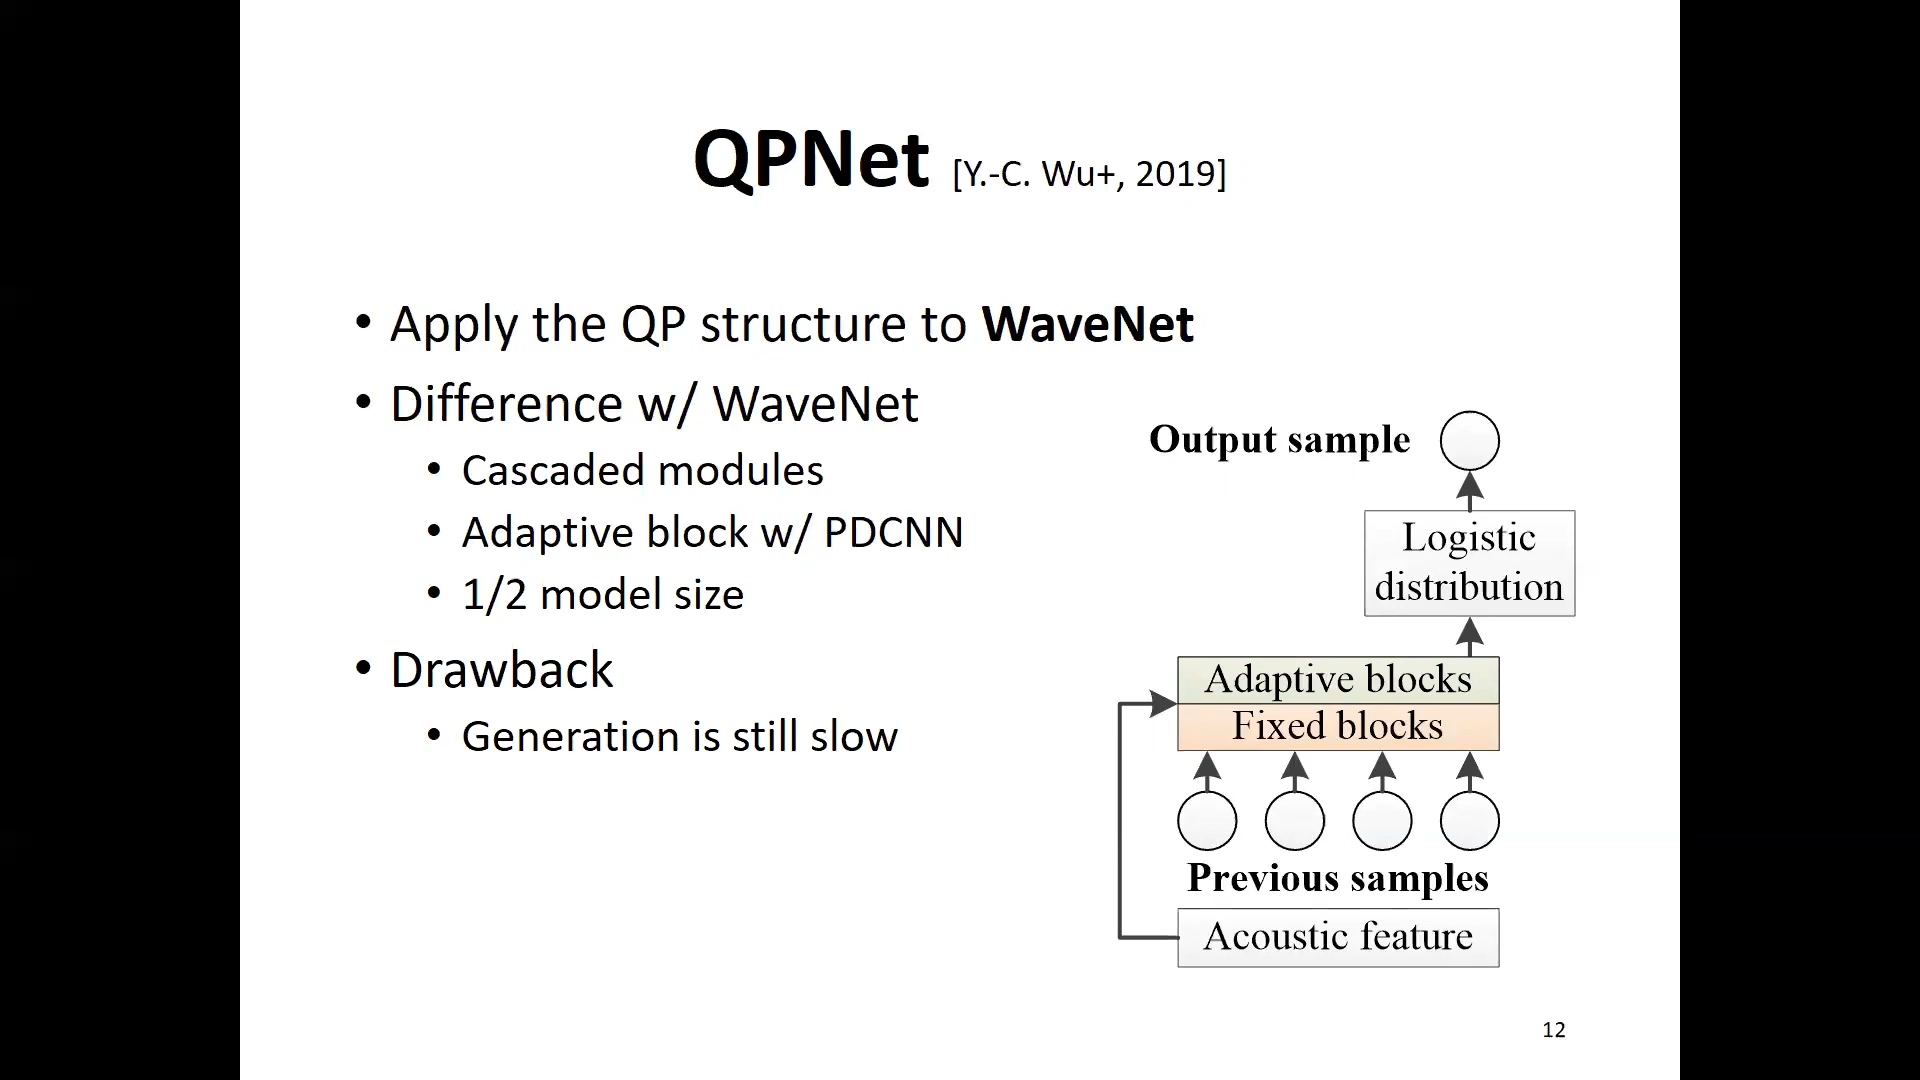 QPNet [Y.-C. Wu+, 2019]
• Apply the QP structure to WaveNet
• Difference w/ WaveNet
• Cascaded modules
• Adaptive block w/ PDCNN
• 1/2 model size
• Drawback
• Generation is still slow
Output sample
Logistic
distribution
Adaptive blocks
Fixed blocks
Previous samples
Acoustic feature
12